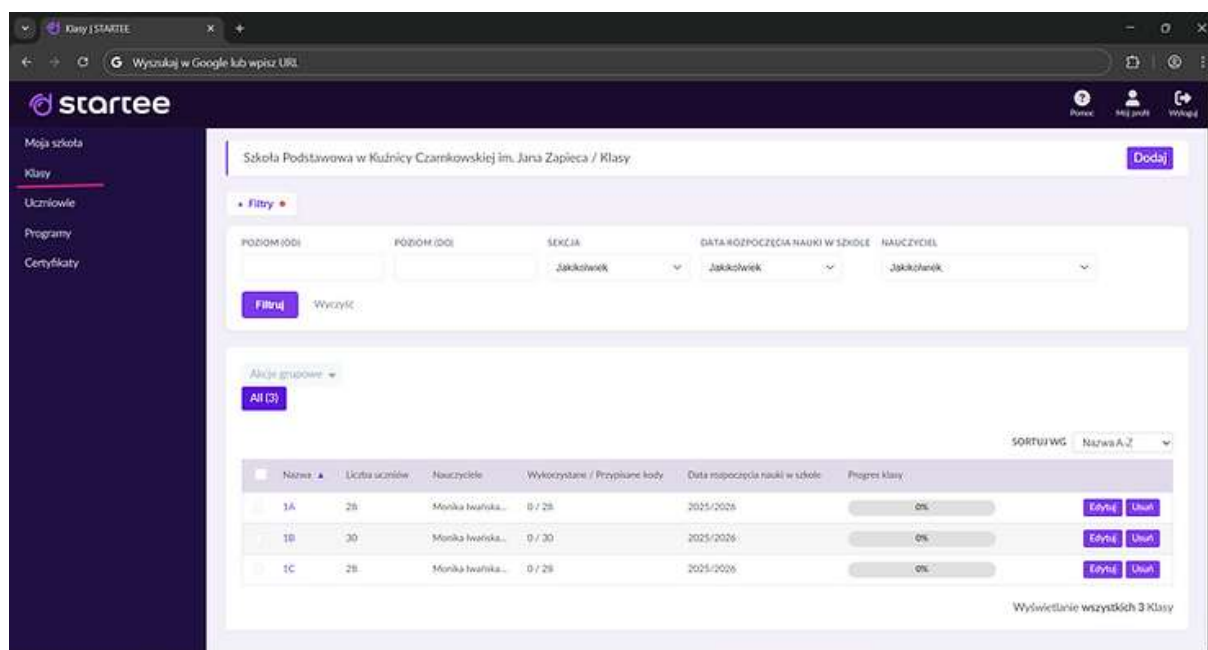 Klasy | STARTEE
Wyszukaj w Google lub wpisz URL
startee
Pomoc
Mój profil
Wyloguj
Moja szkoła
Klasy
Uczniowie
Programy
Certyfikaty
Szkoła Podstawowa w Kuźnicy Czarnkowskiej im. Jana Zapieca / Klasy
Dodaj
Filtry
POZIOM (OD) POZIOM (DO) SEKCJA DATA ROZPOCZĘCIA NAUKI W SZKOLE NAUCZYCIEL
Jakikolwiek Jakikolwiek Jakikolwiek
Filtruj Wyczyść
Akcje grupowe
All (3)
SORTUJ WG Nazwa A-Z
Nazwa Liczba uczniów Nauczyciele Wykorzystane / Przypisane kody Data rozpoczęcia nauki w szkole Progres klasy
1A 28 Monika Iwańska... 0 / 28 2025/2026 0% Edytuj Usuń
1B 30 Monika Iwańska... 0 / 30 2025/2026 0% Edytuj Usuń
1C 28 Monika Iwańska... 0 / 28 2025/2026 0% Edytuj Usuń
Wyświetlanie wszystkich 3 Klasy